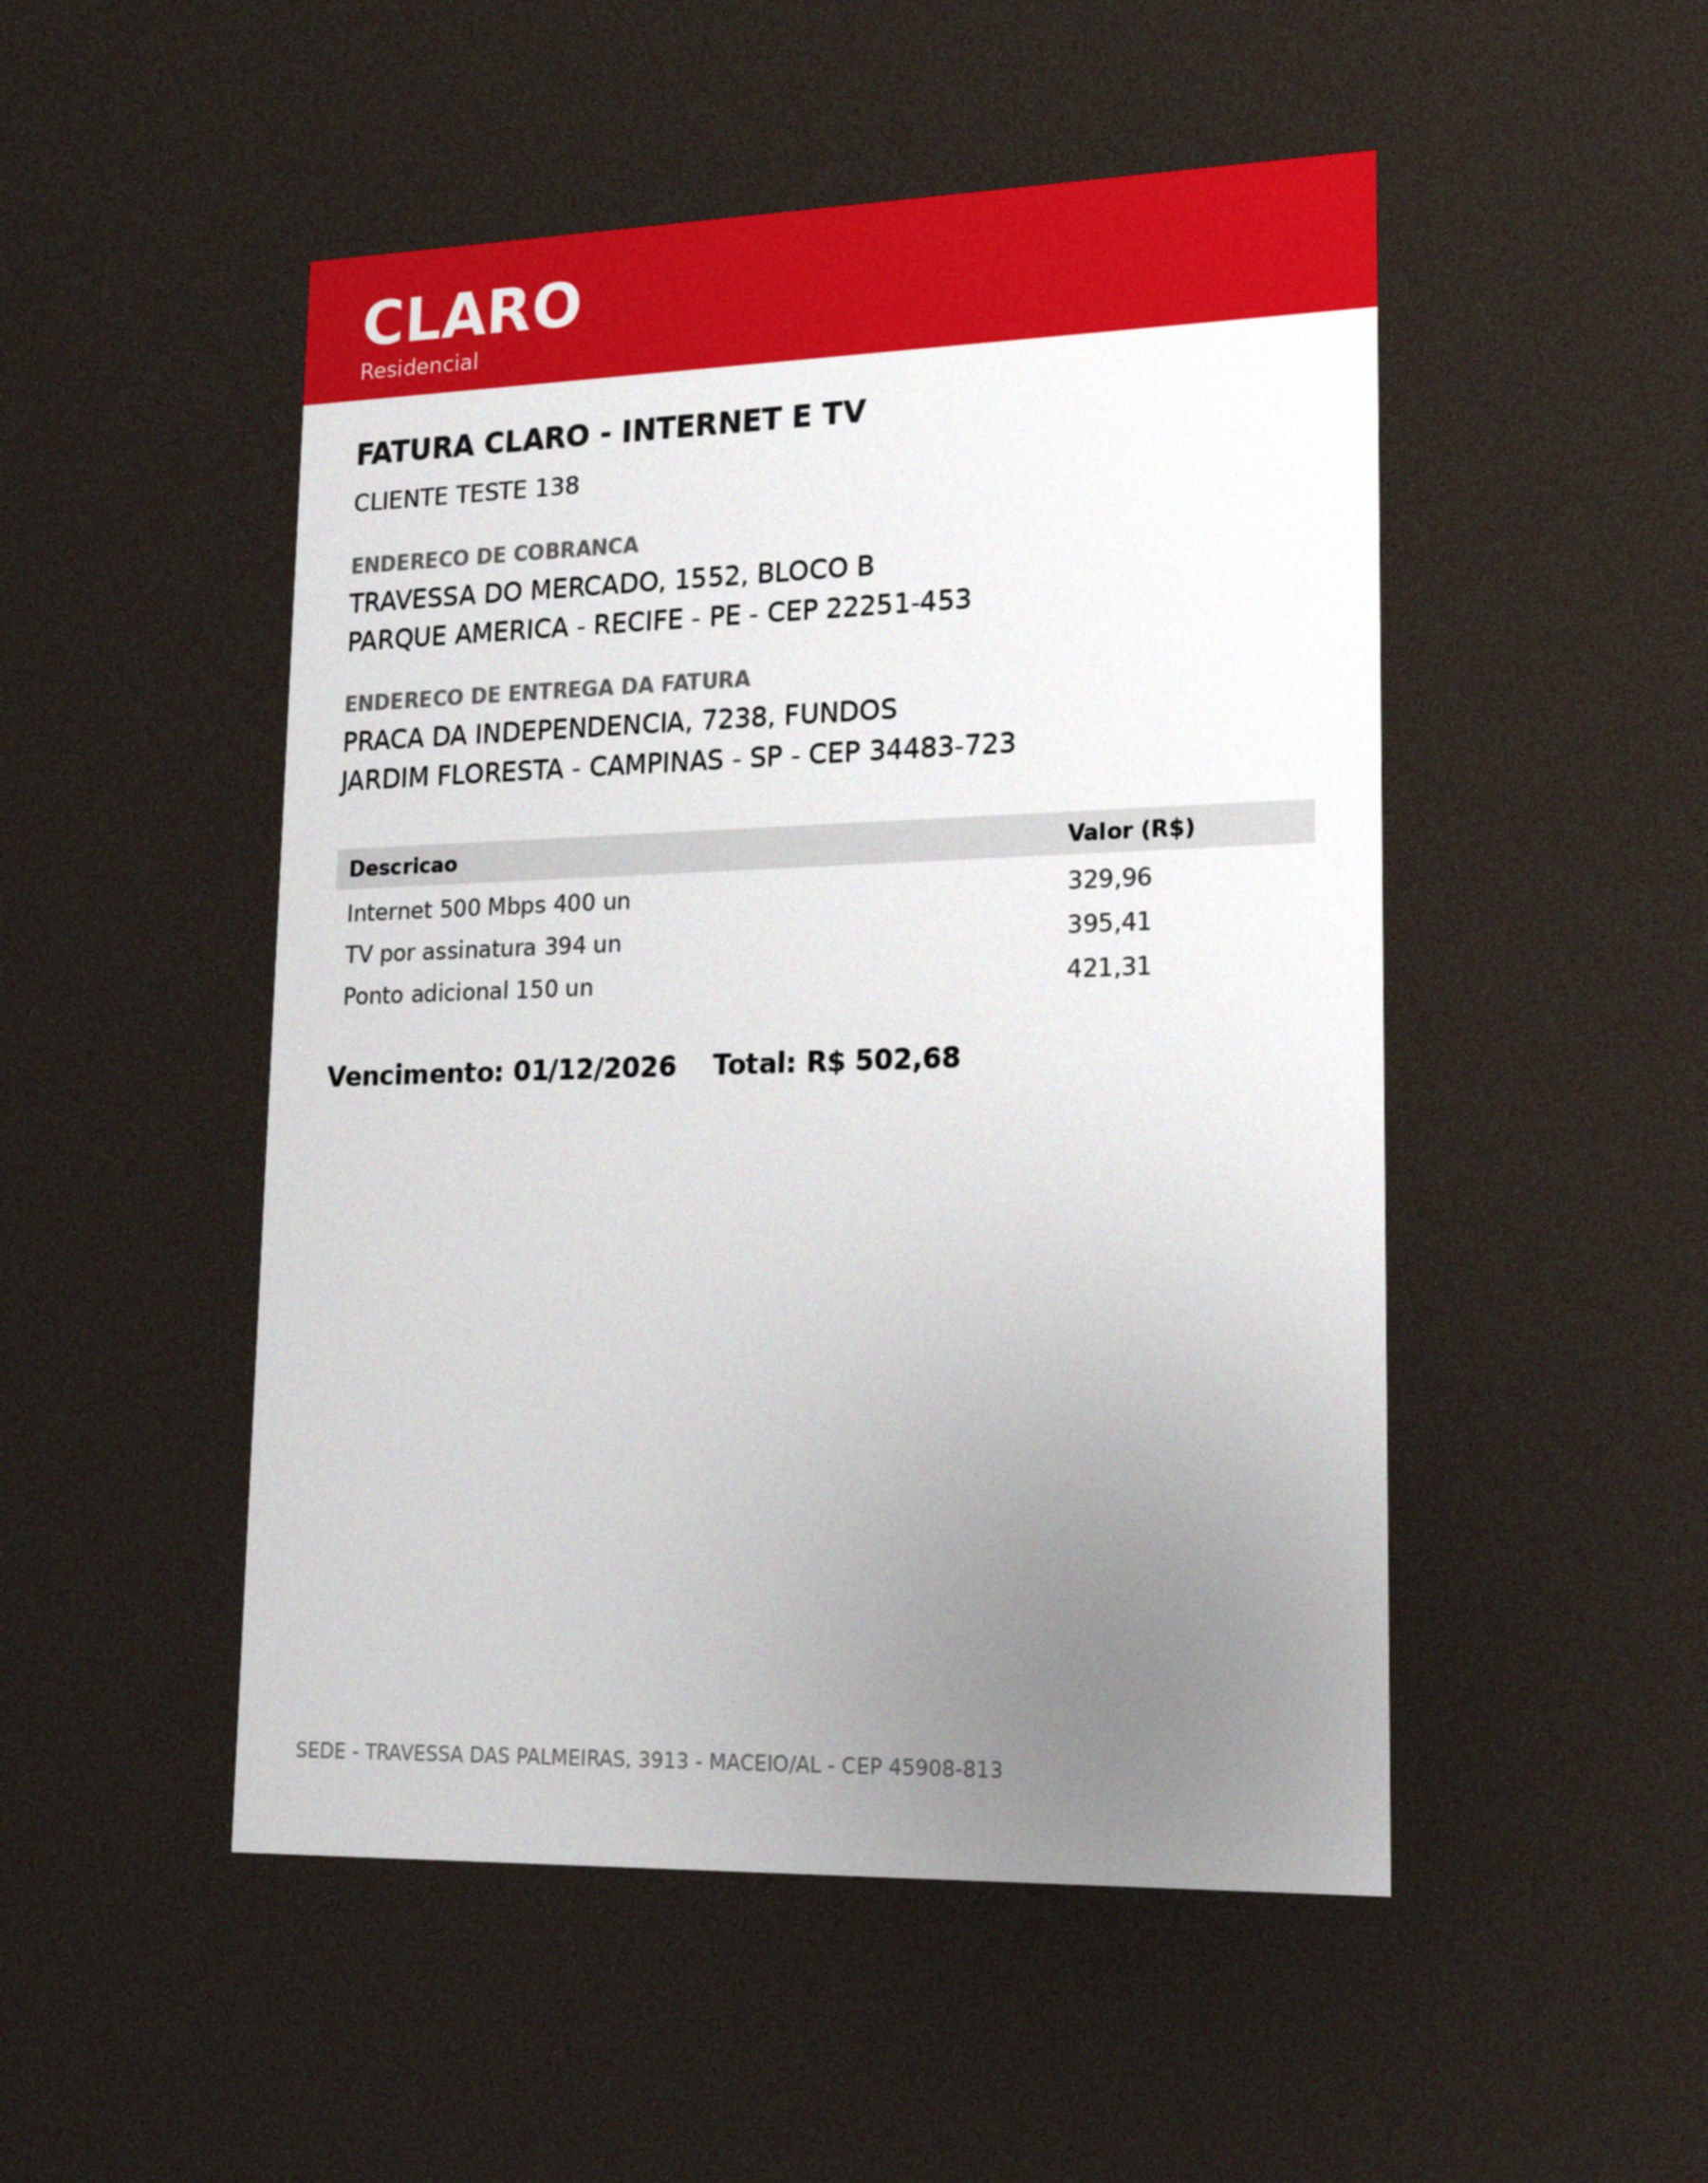 CLARO
Residencial
FATURA CLARO - INTERNET E TV
CLIENTE TESTE 138
ENDERECO DE COBRANCA
TRAVESSA DO MERCADO, 1552, BLOCO B
PARQUE AMERICA - RECIFE - PE - CEP 22251-453
ENDERECO DE ENTREGA DA FATURA
PRACA DA INDEPENDENCIA, 7238, FUNDOS
JARDIM FLORESTA - CAMPINAS - SP - CEP 34483-723
Descricao Valor (R$)
Internet 500 Mbps 400 un 329,96
TV por assinatura 394 un 395,41
Ponto adicional 150 un 421,31
Vencimento: 01/12/2026 Total: R$ 502,68
SEDE - TRAVESSA DAS PALMEIRAS, 3913 - MACEIO/AL - CEP 45908-813